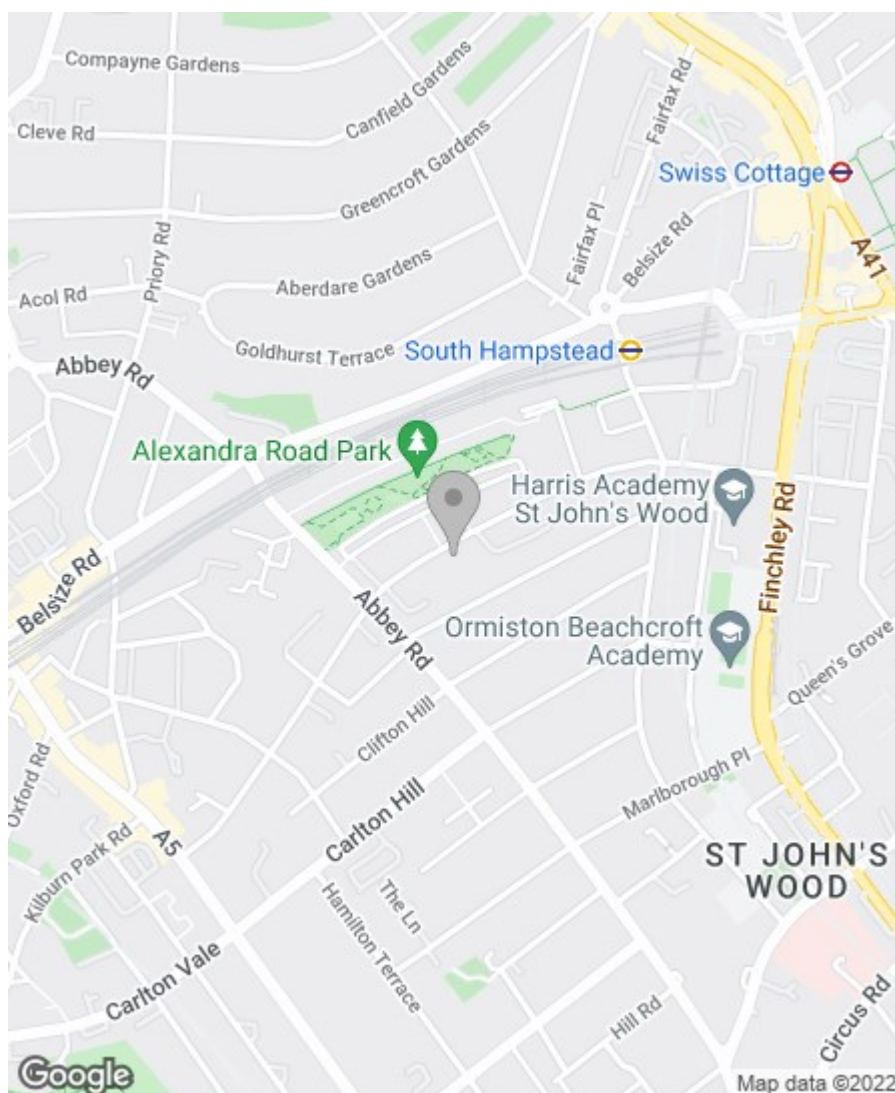 Compayne Gardens
Canfield Gardens
Fairfax Rd
Cleve Rd
Swiss Cottage
Greencroft Gardens
Priory Rd
Fairfax Pl
Belsize Rd
A41
Aberdare Gardens
Acol Rd
Goldhurst Terrace
South Hampstead
Abbey Rd
Alexandra Road Park
Harris Academy
St John's Wood
Finchley Rd
Belsize Rd
Abbey Rd
Ormiston Beachcroft
Academy
Queen's Grove
Clifton Hill
Oxford Rd
Marlborough Pl
Carlton Hill
A5
Kilburn Park Rd
ST JOHN'S
WOOD
The Ln
Hamilton Terrace
Carlton Vale
Hill Rd
Circus Rd
Google
Map data ©2022